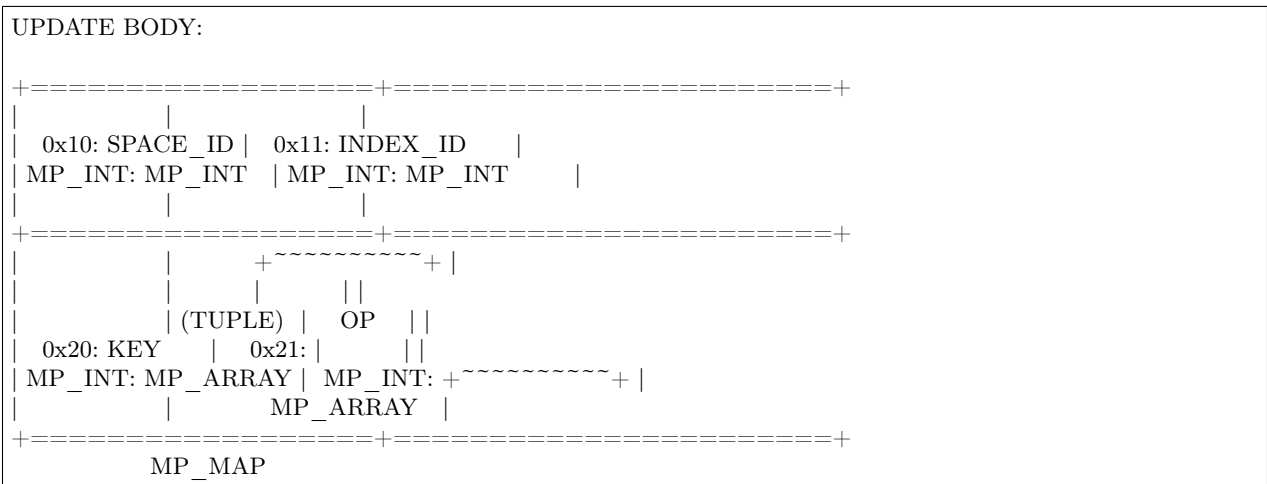 UPDATE BODY:
+==================+=======================+
| | |
| 0x10: SPACE_ID | 0x11: INDEX_ID |
| MP_INT: MP_INT | MP_INT: MP_INT |
| | |
+==================+=======================+
| | +~~~~~~~~~~+ |
| | | | |
| | (TUPLE) | OP | |
| 0x20: KEY | 0x21: | | |
| MP_INT: MP_ARRAY | MP_INT: +~~~~~~~~~~+ |
| | MP_ARRAY |
+==================+=======================+
MP_MAP